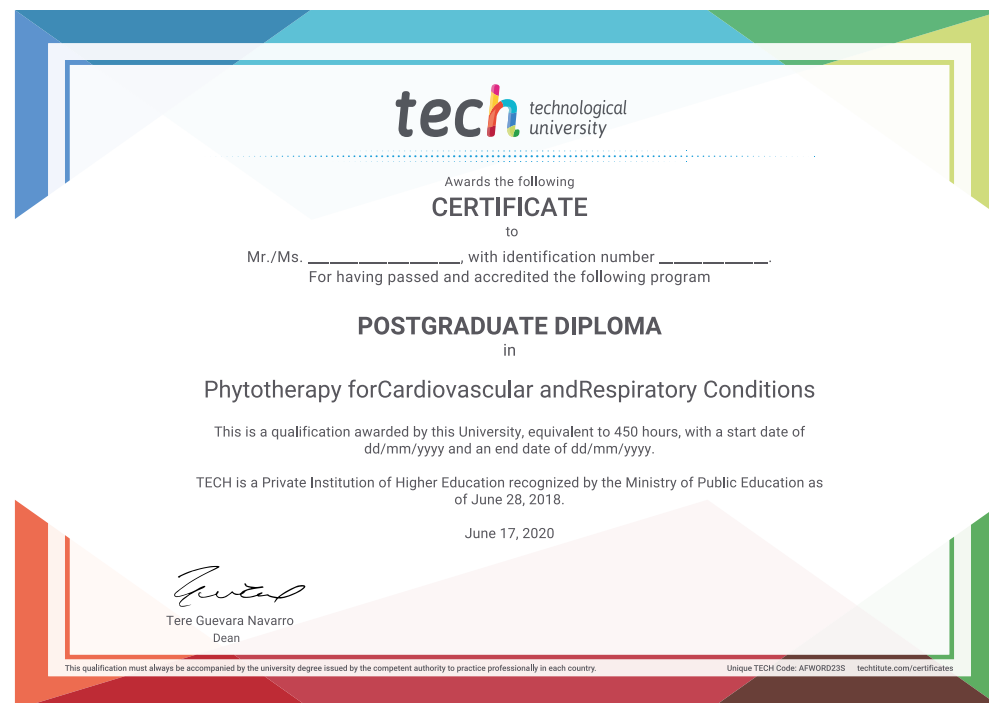 tech technological
university
Awards the following
CERTIFICATE
to
Mr./Ms. ____________________, with identification number ______________.
For having passed and accredited the following program
POSTGRADUATE DIPLOMA
in
Phytotherapy forCardiovascular andRespiratory Conditions
This is a qualification awarded by this University, equivalent to 450 hours, with a start date of
dd/mm/yyyy and an end date of dd/mm/yyyy.
TECH is a Private Institution of Higher Education recognized by the Ministry of Public Education as
of June 28, 2018.
June 17, 2020
Tere Guevara Navarro
Dean
This qualification must always be accompanied by the university degree issued by the competent authority to practice professionally in each country.
Unique TECH Code: AFWORD23S techtitute.com/certificates